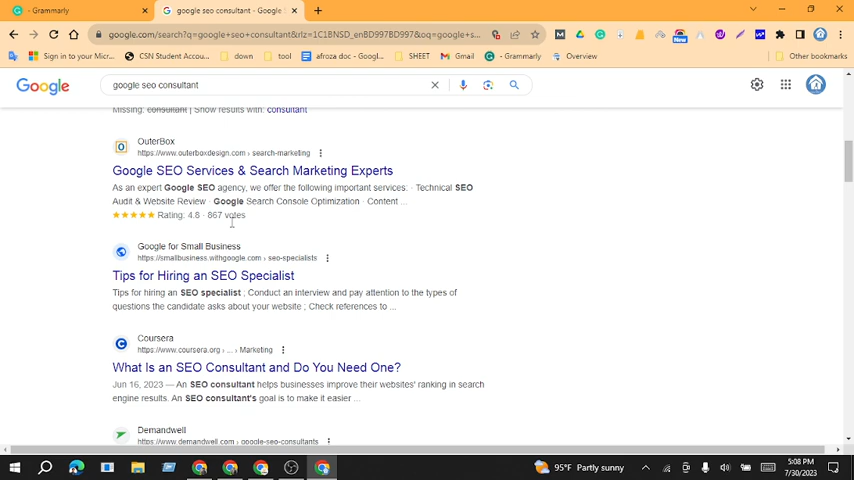 Grammarly
google seo consultant - Google S
google.com/search?q=google+seo+consultant&rlz=1C1BNSD_enBD997BD997&oq=google+s...
Sign in to your Micr...
CSN Student Accou...
down
tool
afroza doc - Googl...
SHEET
Gmail
- Grammarly
Overview
Other bookmarks
New
Google
google seo consultant
Missing: consultant | Show results with: consultant
OuterBox
https://www.outerboxdesign.com › search-marketing
Google SEO Services & Search Marketing Experts
As an expert Google SEO agency, we offer the following important services: · Technical SEO
Audit & Website Review · Google Search Console Optimization · Content ...
Rating: 4.8 · 867 votes
Google for Small Business
https://smallbusiness.withgoogle.com › seo-specialists
Tips for Hiring an SEO Specialist
Tips for hiring an SEO specialist ; Conduct an interview and pay attention to the types of
questions the candidate asks about your website ; Check references to ...
Coursera
https://www.coursera.org › ... › Marketing
What Is an SEO Consultant and Do You Need One?
Jun 16, 2023 — An SEO consultant helps businesses improve their websites' ranking in search
engine results. An SEO consultant's goal is to make it easier ...
Demandwell
https://www.demandwell.com › google-seo-consultants
95°F Partly sunny
5:08 PM
7/30/2023